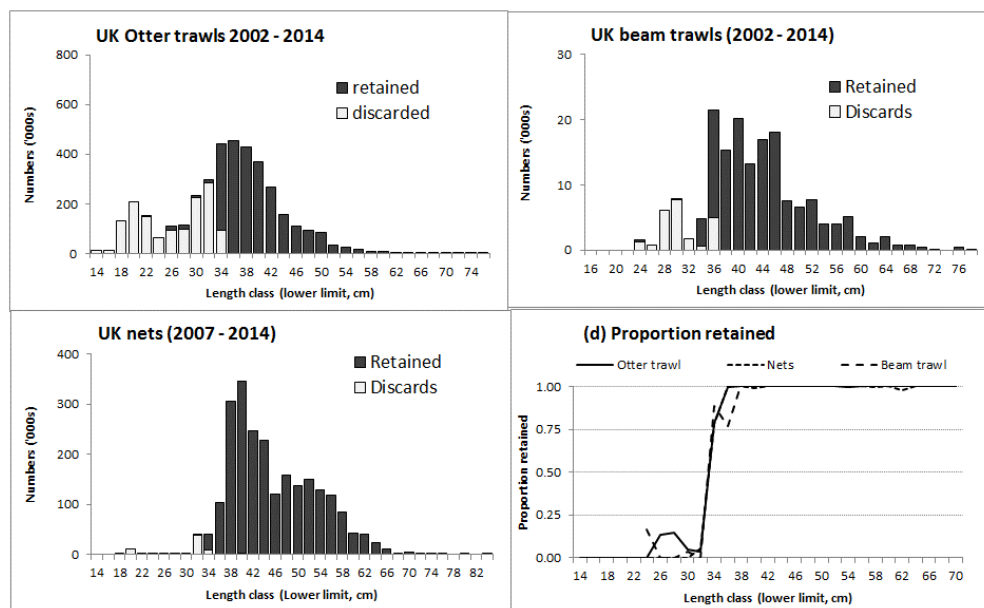 UK Otter trawls 2002 - 2014
800
600
400
200
0
Numbers ('000s)
retained
discarded
14 18 22 26 30 34 38 42 46 50 54 58 62 66 70 74
Length class (lower limit, cm)
UK beam trawls (2002 - 2014)
30
20
10
0
Numbers ('000s)
Retained
Discards
16 20 24 28 32 36 40 44 48 52 56 60 64 68 72 76
Length class (lower limit, cm)
UK nets (2007 - 2014)
400
300
200
100
0
Numbers ('000s)
Retained
Discards
14 18 22 26 30 34 38 42 46 50 54 58 62 66 70 74 82
Length class (Lower limit, cm)
(d) Proportion retained
Otter trawl Nets Beam trawl
1.00
0.75
0.50
0.25
0.00
Proportion retained
14 18 22 26 30 34 38 42 46 50 54 58 62 66 70
Length class (lower limit, cm)